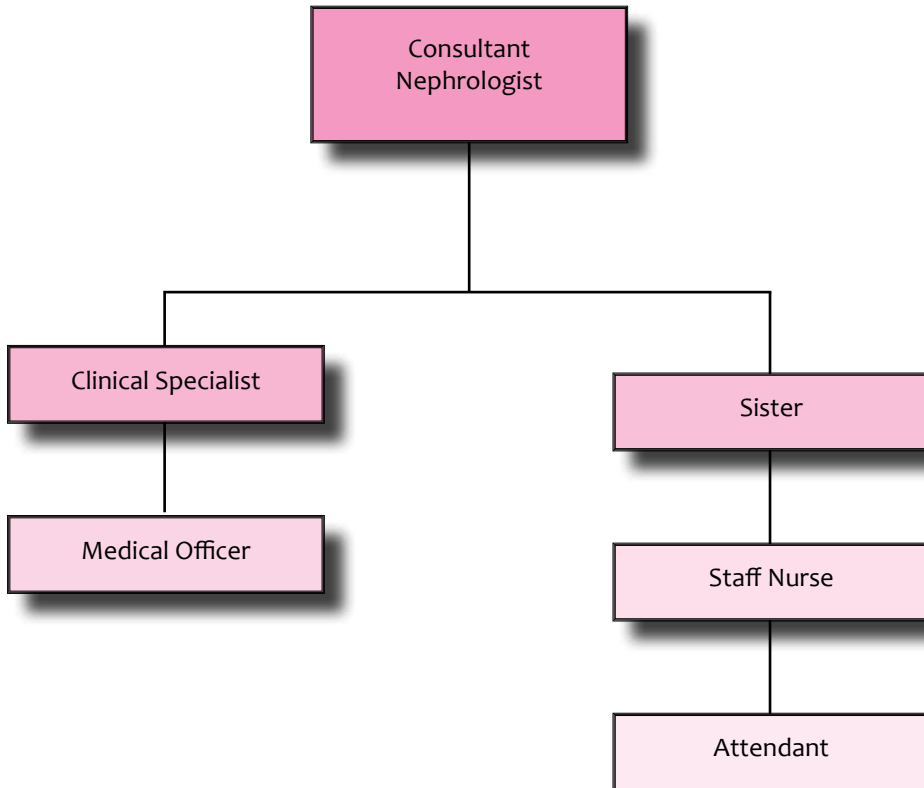 Consultant
Nephrologist
Clinical Specialist
Sister
Medical Officer
Staff Nurse
Attendant